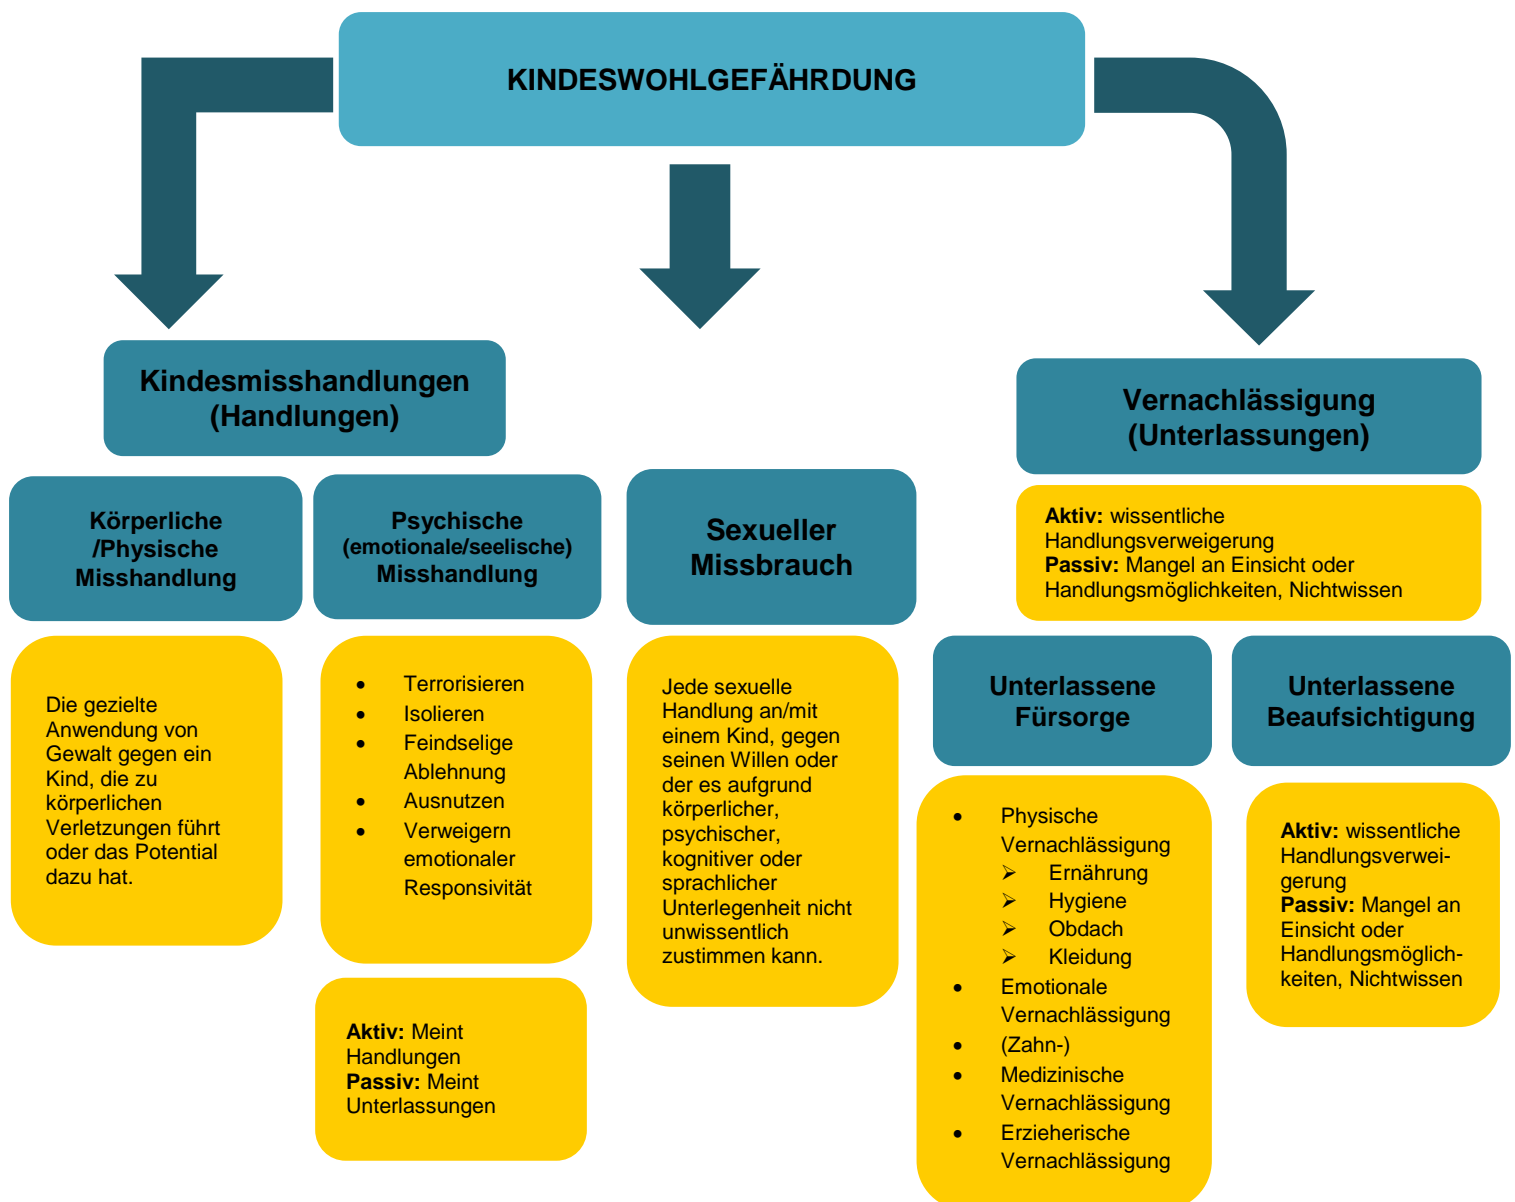 KINDESWOHLGEFÄHRDUNG
Kindesmisshandlungen
(Handlungen)
Körperliche
/Physische
Misshandlung
Die gezielte
Anwendung von
Gewalt gegen ein
Kind, die zu
körperlichen
Verletzungen führt
oder das Potential
dazu hat.
Psychische
(emotionale/seelische)
Misshandlung
• Terrorisieren
• Isolieren
• Feindselige
Ablehnung
• Ausnutzen
• Verweigern
emotionaler
Responsivität
Aktiv: Meint
Handlungen
Passiv: Meint
Unterlassungen
Sexueller
Missbrauch
Jede sexuelle
Handlung an/mit
einem Kind, gegen
seinen Willen oder
der es aufgrund
körperlicher,
psychischer,
kognitiver oder
sprachlicher
Unterlegenheit nicht
unwissentlich
zustimmen kann.
Vernachlässigung
(Unterlassungen)
Aktiv: wissentliche
Handlungsverweigerung
Passiv: Mangel an Einsicht oder
Handlungsmöglichkeiten, Nichtwissen
Unterlassene
Fürsorge
• Physische
Vernachlässigung
➢ Ernährung
➢ Hygiene
➢ Obdach
➢ Kleidung
• Emotionale
Vernachlässigung
• (Zahn-)
• Medizinische
Vernachlässigung
• Erzieherische
Vernachlässigung
Unterlassene
Beaufsichtigung
Aktiv: wissentliche
Handlungsverwei-
gerung
Passiv: Mangel an
Einsicht oder
Handlungsmöglich-
keiten, Nichtwissen